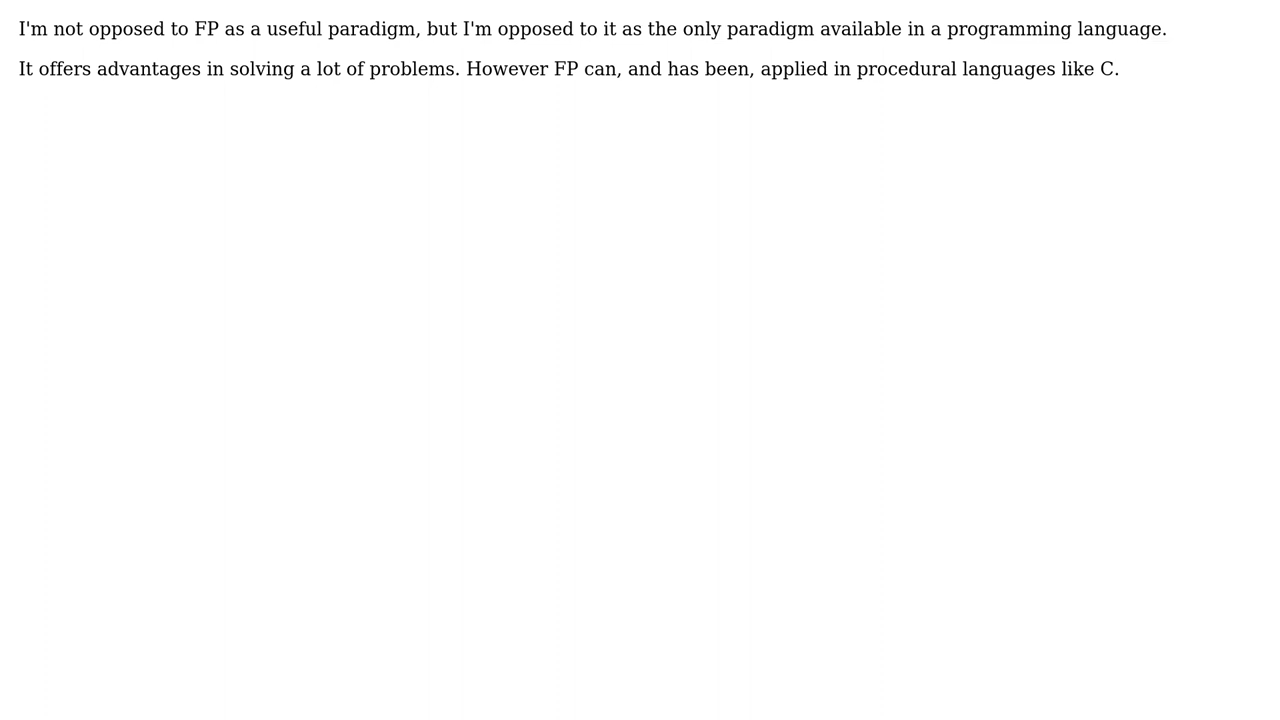 I'm not opposed to FP as a useful paradigm, but I'm opposed to it as the only paradigm available in a programming language.
It offers advantages in solving a lot of problems. However FP can, and has been, applied in procedural languages like C.